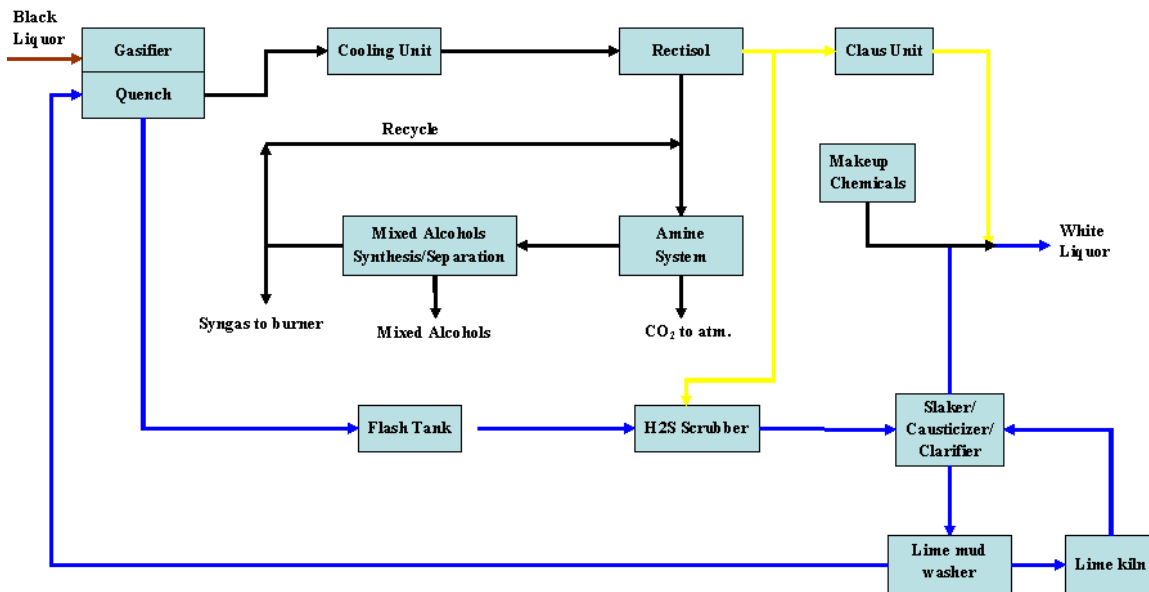 Black
Liquor
Gasifier
Quench
Cooling Unit
Rectisol
Claus Unit
Recycle
Makeup
Chemicals
Mixed Alcohols
Synthesis/Separation
Amine
System
White
Liquor
Syngas to burner
Mixed Alcohols
CO₂ to atm.
Flash Tank
H2S Scrubber
Slaker/
Causticizer/
Clarifier
Lime mud
washer
Lime kiln